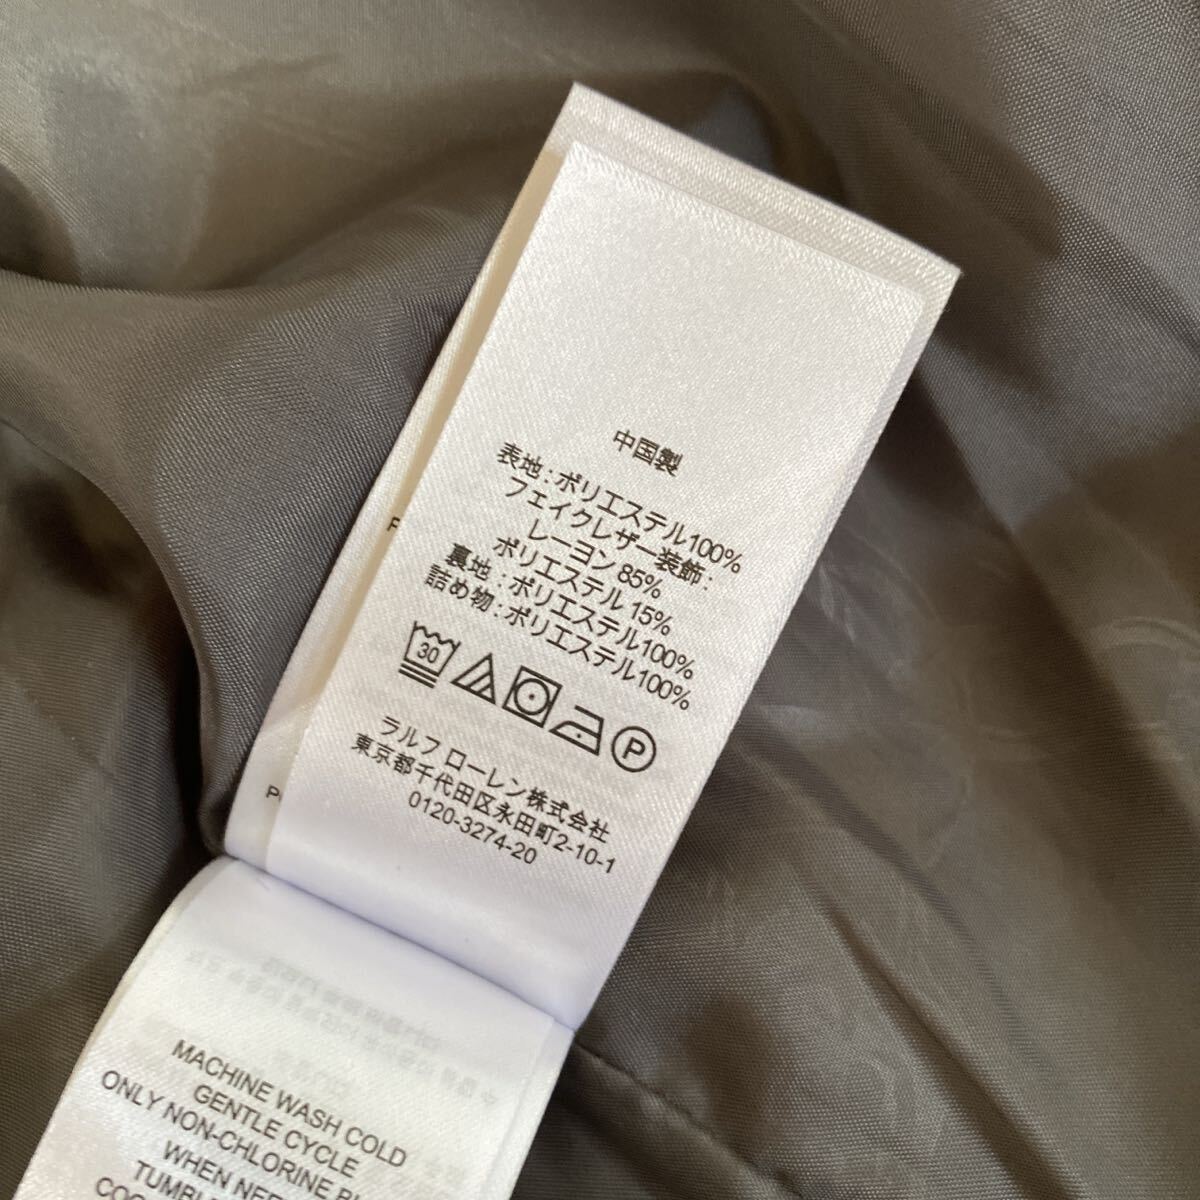 中国製
表地 : ポリエステル100%
フェイクレザー装飾 :
レーヨン 85%
ポリエステル 15%
裏地 : ポリエステル100%
詰め物 : ポリエステル100%
30
P
ラルフ ローレン株式会社
東京都千代田区永田町2-10-1
0120-3274-20
MACHINE WASH COLD
GENTLE CYCLE
ONLY NON-CHLORINE
WHEN